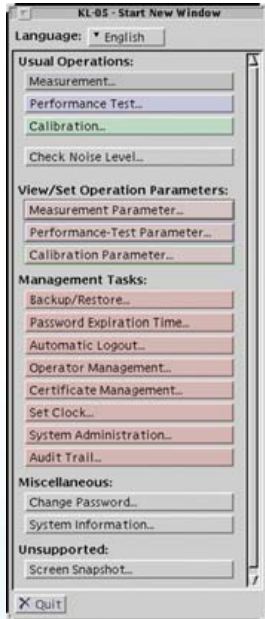 KL-05 - Start New Window
Language: English
Usual Operations:
Measurement...
Performance Test...
Calibration...
Check Noise Level...
View/Set Operation Parameters:
Measurement Parameter...
Performance-Test Parameter...
Calibration Parameter...
Management Tasks:
Backup/Restore...
Password Expiration Time...
Automatic Logout...
Operator Management...
Certificate Management...
Set Clock...
System Administration...
Audit Trail...
Miscellaneous:
Change Password...
System Information...
Unsupported:
Screen Snapshot...
Quit